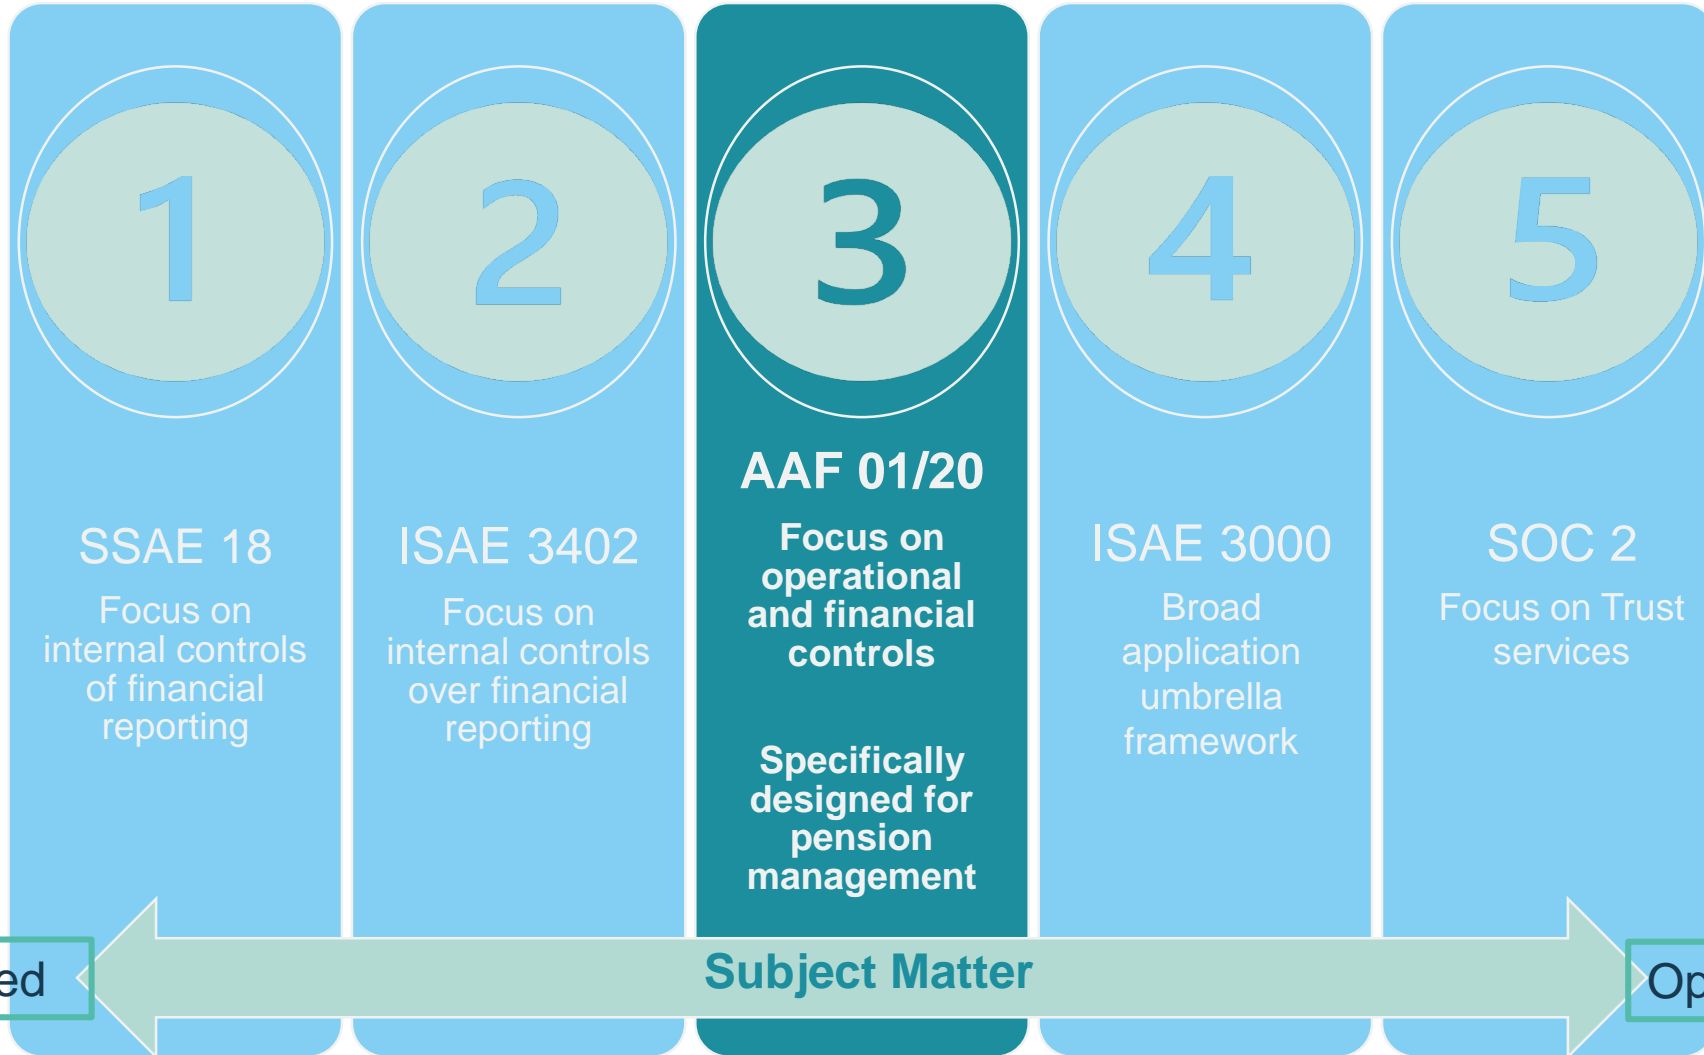 1
SSAE 18
Focus on
internal controls
of financial
reporting
2
ISAE 3402
Focus on
internal controls
over financial
reporting
3
AAF 01/20
Focus on
operational
and financial
controls
Specifically
designed for
pension
management
4
ISAE 3000
Broad
application
umbrella
framework
5
SOC 2
Focus on Trust
services
Subject Matter